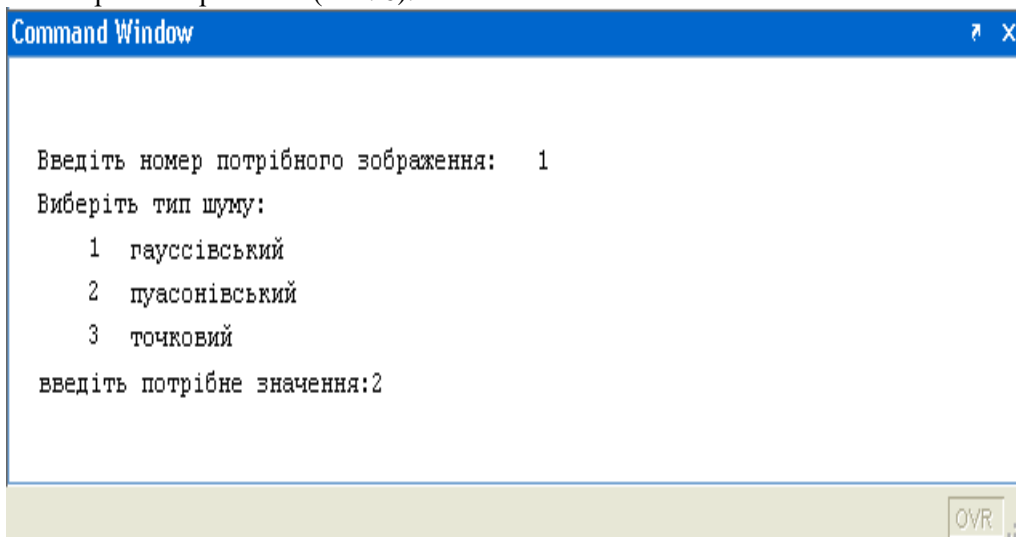 Command Window
Введіть номер потрібного зображення: 1
Виберіть тип шуму:
1 гауссівський
2 пуасонівський
3 точковий
введіть потрібне значення:2
OVR